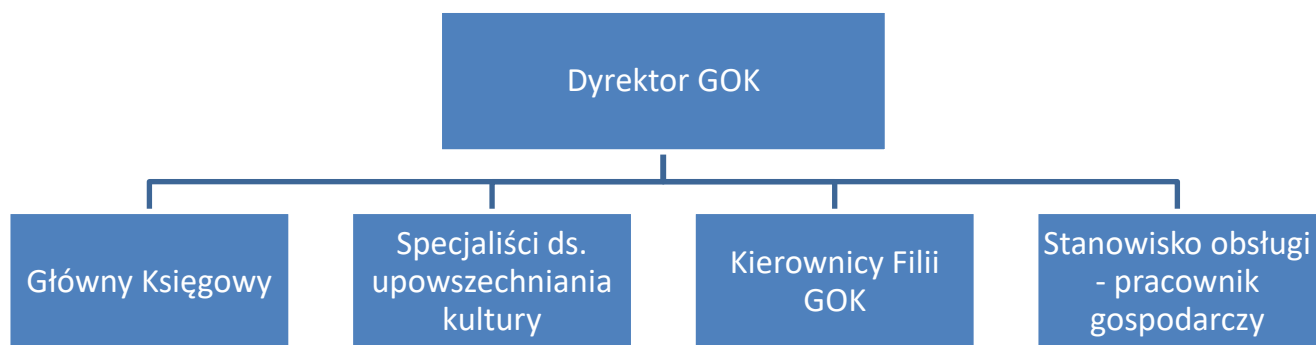 Dyrektor GOK
Główny Księgowy
Specjaliści ds.
upowszechniania
kultury
Kierownicy Filii
GOK
Stanowisko obsługi
- pracownik
gospodarczy